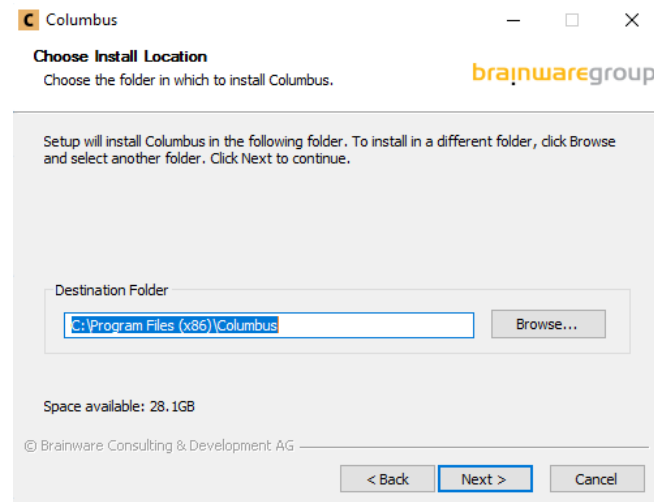 C Columbus
Choose Install Location
Choose the folder in which to install Columbus.
brainwaregroup
Setup will install Columbus in the following folder. To install in a different folder, click Browse
and select another folder. Click Next to continue.
Destination Folder
C:\Program Files (x86)\Columbus
Browse...
Space available: 28.1GB
© Brainware Consulting & Development AG
< Back Next > Cancel